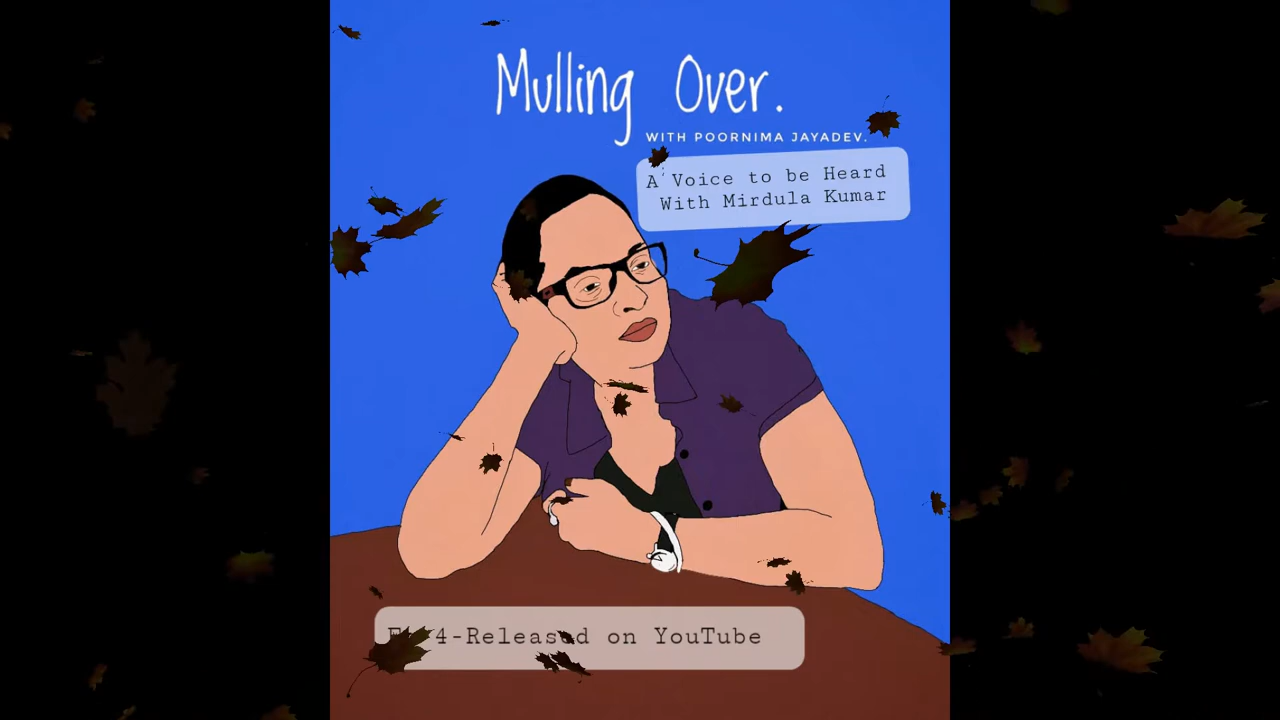 Mulling Over.
WITH POORNIMA JAYADEV.
A Voice to be Heard
With Mirdula Kumar
4-Released on YouTube